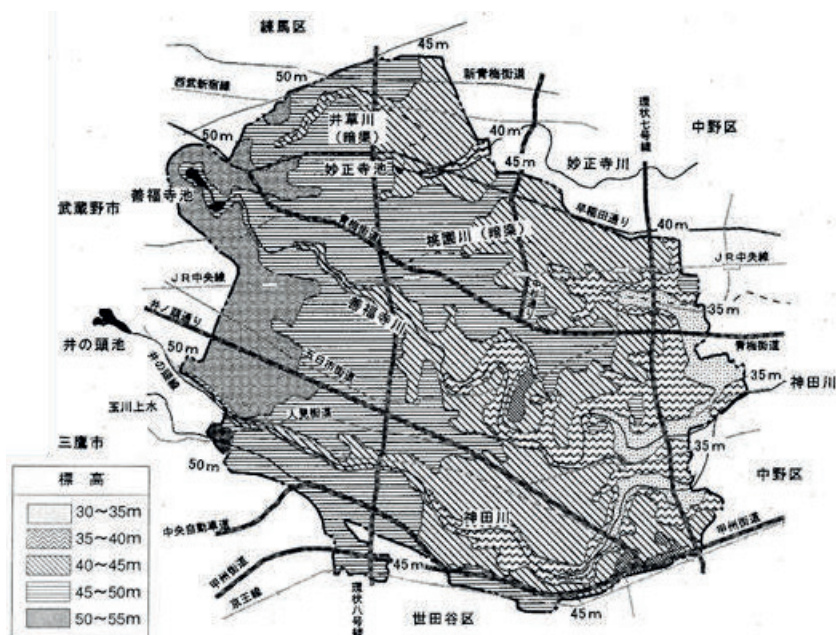 練馬区
45m
50m
西武新宿線
新青梅街道
環状七号線
中野区
50m
井草川
(暗渠)
40m
45m
妙正寺川
妙正寺池
善福寺池
武蔵野市
早稲田通り
40m
青梅街道
桃園川(暗渠)
JR中央線
JR中央線
中杉通り
35m
井ノ頭通り
善福寺川
井の頭池
50m
五日市街道
青梅街道
35m
神田川
井の頭線
玉川上水
人見街道
三鷹市
50m
35m
標高
30~35m
35~40m
40~45m
45~50m
50~55m
中野区
神田川
中央自動車道
甲州街道
甲州街道
45m
京王線
環状八号線
世田谷区
45m